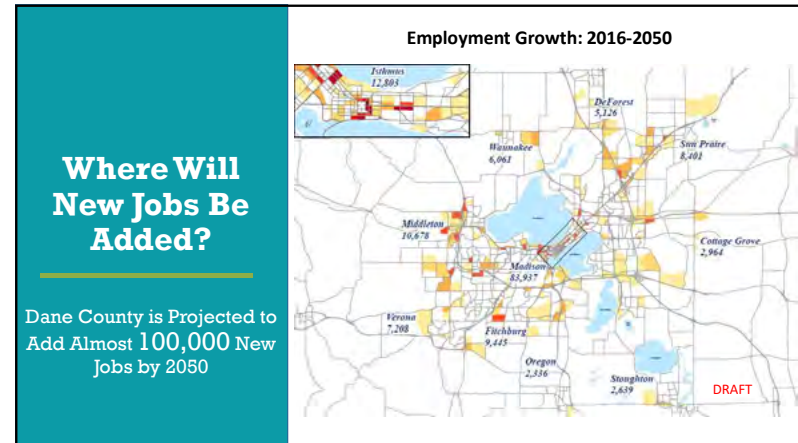 Where Will
New Jobs Be
Added?
Dane County is Projected to
Add Almost 100,000 New
Jobs by 2050
Employment Growth: 2016-2050
Isthmus
12,803
DeForest
5,126
Waunakee
6,061
Sun Praire
8,401
Middleton
10,678
Cottage Grove
2,964
Madison
83,937
Verona
7,208
Fitchburg
9,445
Oregon
2,336
Stoughton
2,639
DRAFT